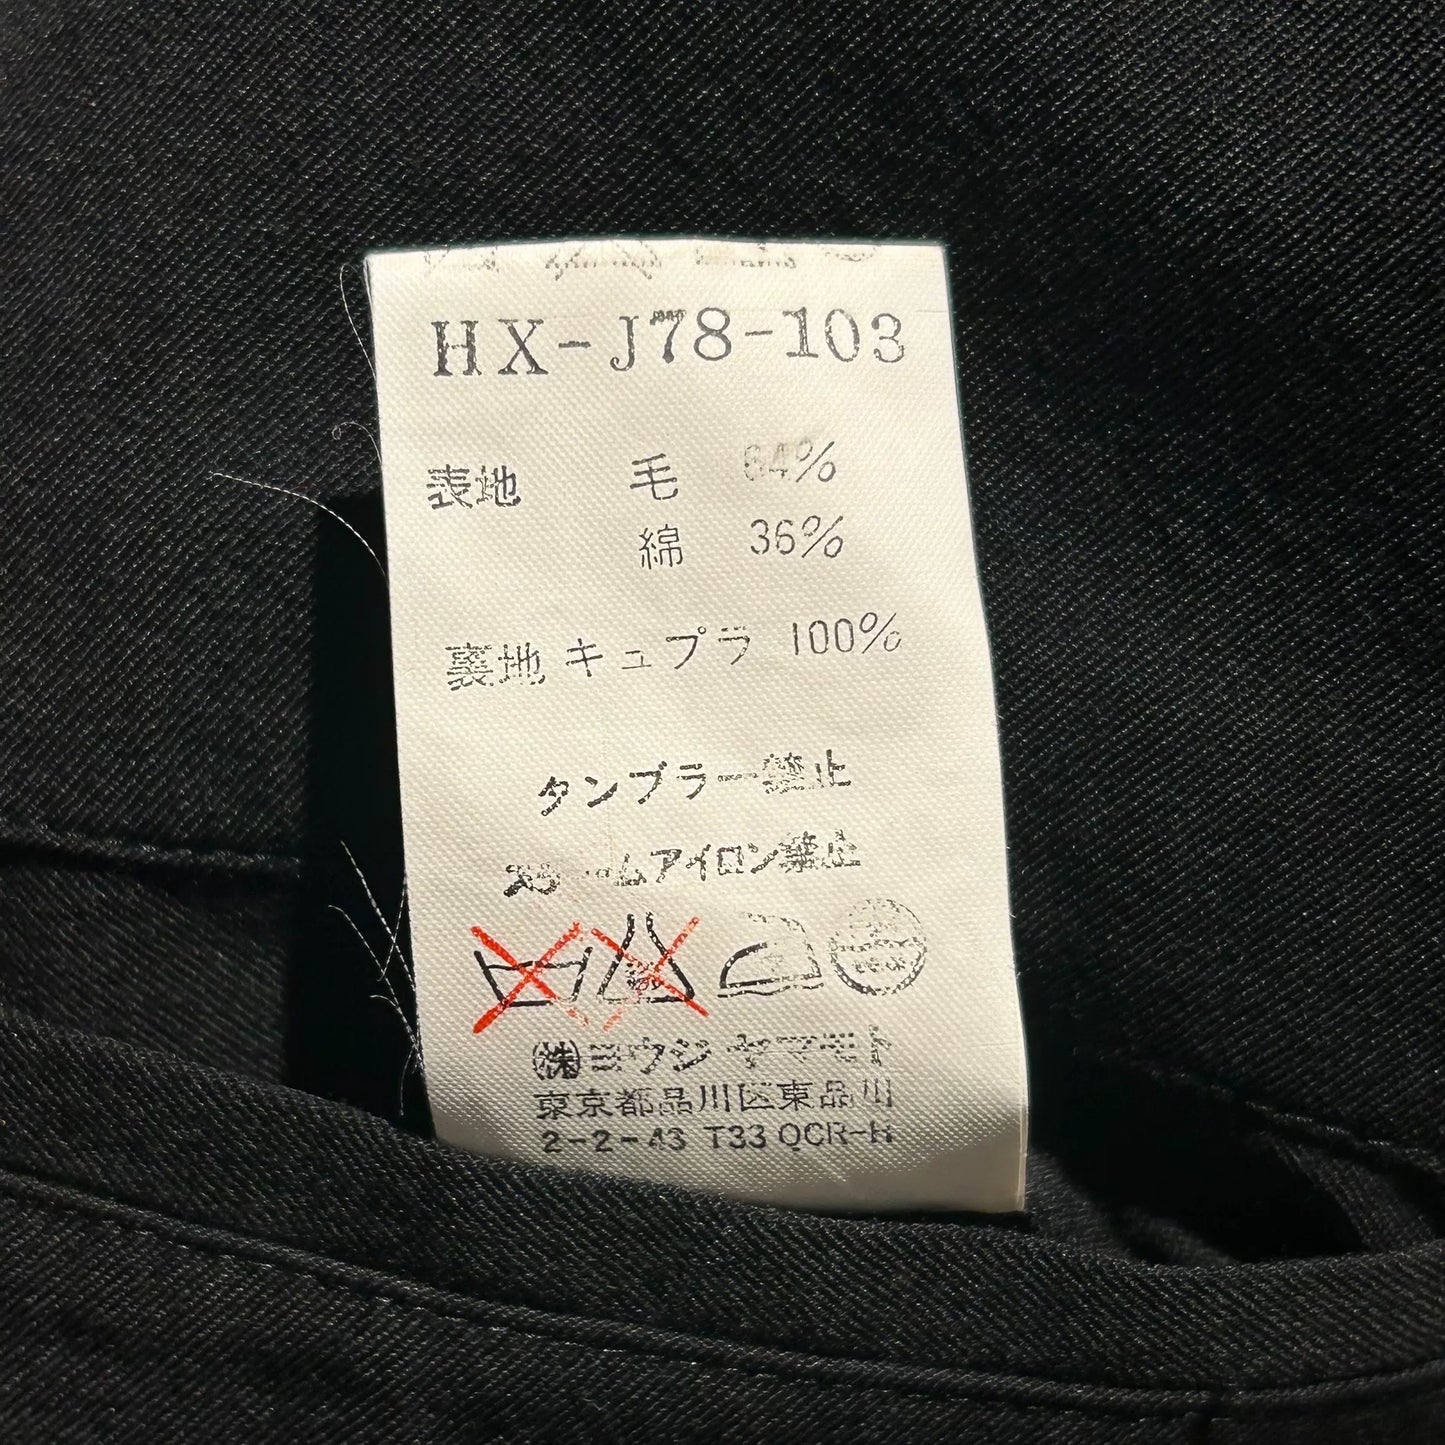 HX-J78-103
表地 毛 64%
綿 36%
裏地 キュプラ 100%
タンブラー禁止
スチームアイロン禁止
㈱ヨウジ ヤマモト
東京都品川区東品川
2-2-43 T33 OCR-H